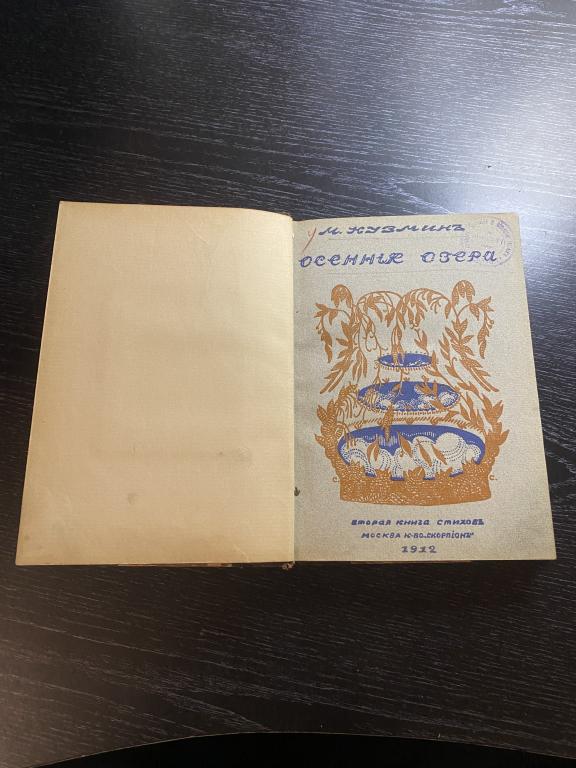 М. КУЗМИНЪ
ОСЕННІЯ ОЗЕРА
С. С.
ВТОРАЯ КНИГА СТИХОВЪ
МОСКВА К-ВО „СКОРПІОНЪ"
1912